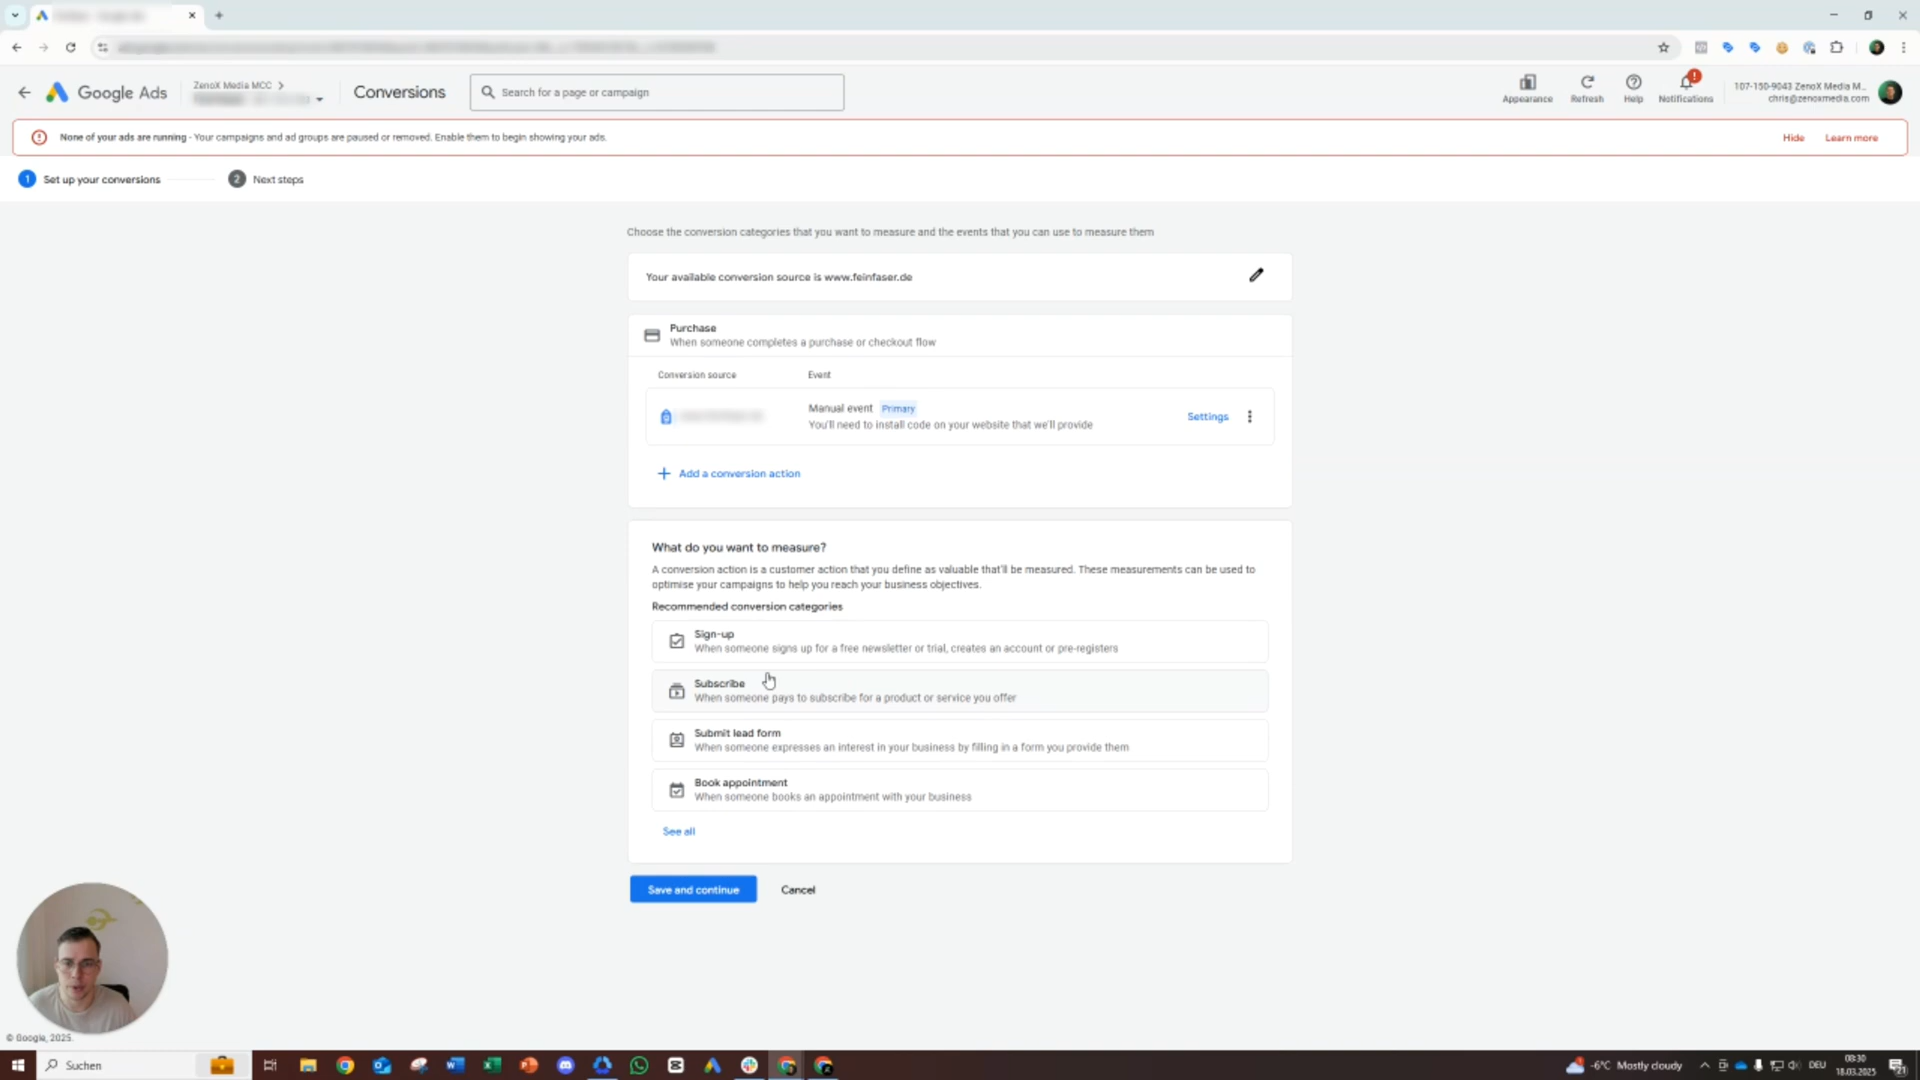 Google Ads
ZenoX Media MCC
Conversions
Search for a page or campaign
Appearance
Refresh
Help
!
Notifications
107-150-9043 ZenoX Media M...
chris@zenoxmedia.com
None of your ads are running - Your campaigns and ad groups are paused or removed. Enable them to begin showing your ads.
Hide
Learn more
1 Set up your conversions
2 Next steps
Choose the conversion categories that you want to measure and the events that you can use to measure them
Your available conversion source is www.feinfaser.de
Purchase
When someone completes a purchase or checkout flow
Conversion source
Event
Manual event Primary
You'll need to install code on your website that we'll provide
Settings
Add a conversion action
What do you want to measure?
A conversion action is a customer action that you define as valuable that'll be measured. These measurements can be used to
optimise your campaigns to help you reach your business objectives.
Recommended conversion categories
Sign-up
When someone signs up for a free newsletter or trial, creates an account or pre-registers
Subscribe
When someone pays to subscribe for a product or service you offer
Submit lead form
When someone expresses an interest in your business by filling in a form you provide them
Book appointment
When someone books an appointment with your business
See all
Save and continue
Cancel
© Google, 2025.
Suchen
-6°C Mostly cloudy
DEU
08:30
18.03.2025
21